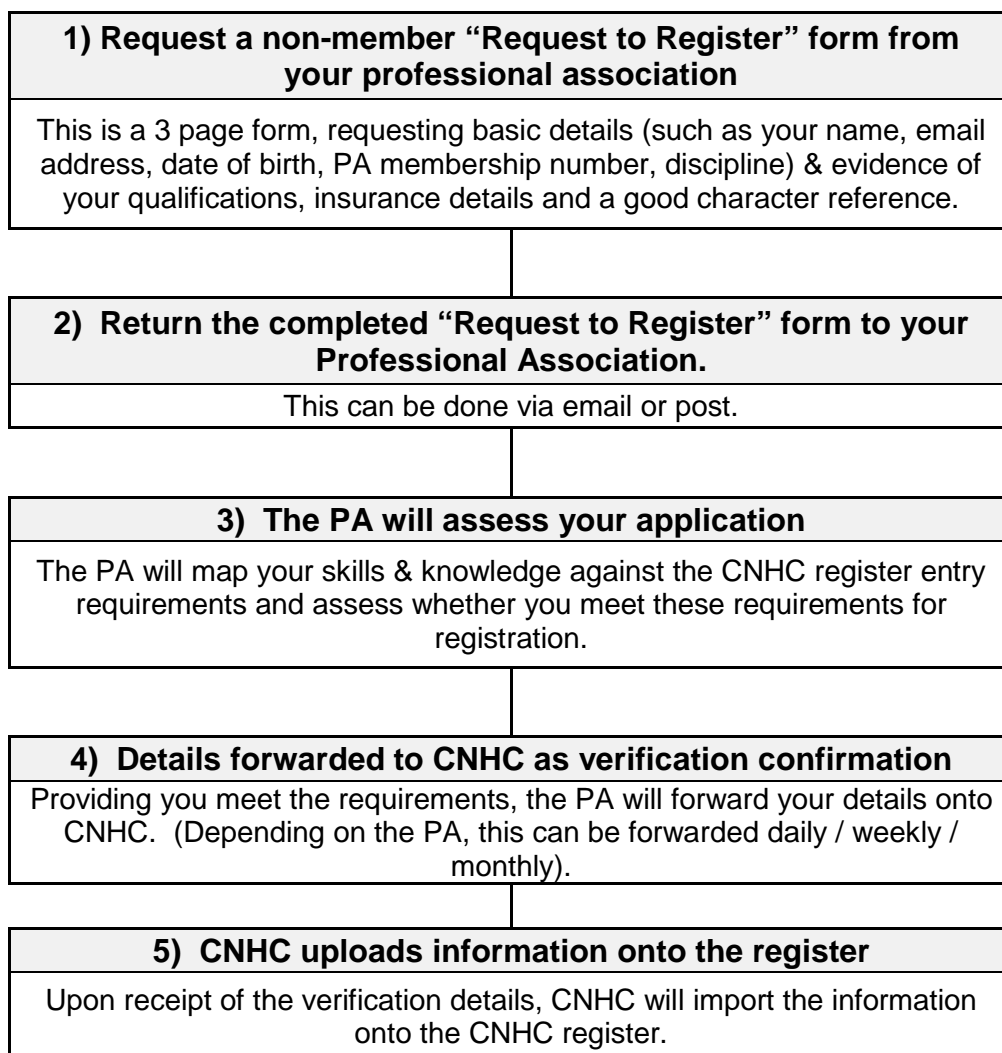 1) Request a non-member “Request to Register” form from
your professional association
This is a 3 page form, requesting basic details (such as your name, email
address, date of birth, PA membership number, discipline) & evidence of
your qualifications, insurance details and a good character reference.
2) Return the completed “Request to Register” form to your
Professional Association.
This can be done via email or post.
3) The PA will assess your application
The PA will map your skills & knowledge against the CNHC register entry
requirements and assess whether you meet these requirements for
registration.
4) Details forwarded to CNHC as verification confirmation
Providing you meet the requirements, the PA will forward your details onto
CNHC. (Depending on the PA, this can be forwarded daily / weekly /
monthly).
5) CNHC uploads information onto the register
Upon receipt of the verification details, CNHC will import the information
onto the CNHC register.